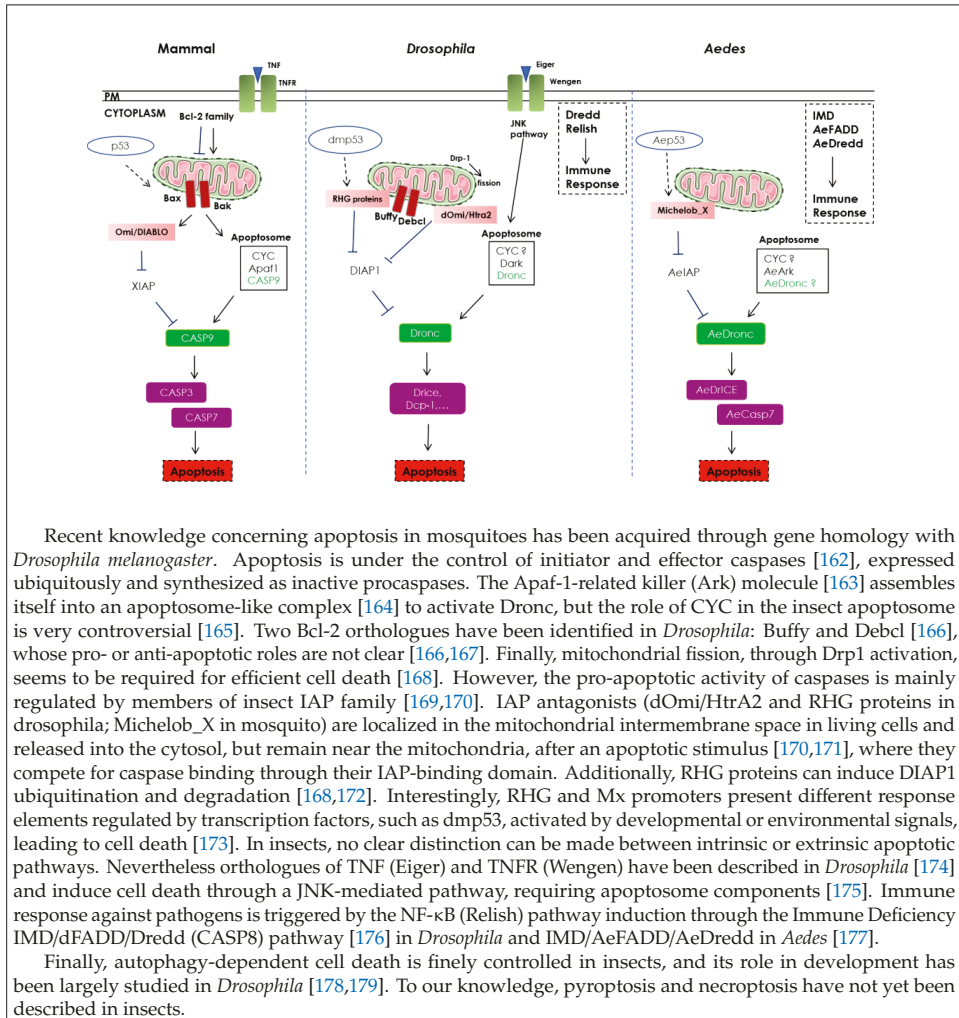 Mammal
Drosophila
Aedes
TNF
TNFR
Eiger
Wengen
PM
CYTOPLASM
Bcl-2 family
p53
Bax
Bak
Omi/DIABLO
XIAP
Apoptosome
CYC
Apaf1
CASP9
CASP9
CASP3
CASP7
Apoptosis
JNK
pathway
dmp53
Drp-1
fission
RHG proteins
Buffy
Debcl
dOmi/Htra2
DIAP1
Apoptosome
CYC ?
Dark
Dronc
Dronc
Drice,
Dcp-1,...
Apoptosis
Dredd
Relish
Immune
Response
Aep53
Michelob_X
AeIAP
Apoptosome
CYC ?
AeArk
AeDronc ?
AeDronc
AeDrICE
AeCasp7
Apoptosis
IMD
AeFADD
AeDredd
Immune
Response
Recent knowledge concerning apoptosis in mosquitoes has been acquired through gene homology with
Drosophila melanogaster. Apoptosis is under the control of initiator and effector caspases [162], expressed
ubiquitously and synthesized as inactive procaspases. The Apaf-1-related killer (Ark) molecule [163] assembles
itself into an apoptosome-like complex [164] to activate Dronc, but the role of CYC in the insect apoptosome
is very controversial [165]. Two Bcl-2 orthologues have been identified in Drosophila: Buffy and Debcl [166],
whose pro- or anti-apoptotic roles are not clear [166,167]. Finally, mitochondrial fission, through Drp1 activation,
seems to be required for efficient cell death [168]. However, the pro-apoptotic activity of caspases is mainly
regulated by members of insect IAP family [169,170]. IAP antagonists (dOmi/HtrA2 and RHG proteins in
drosophila; Michelob_X in mosquito) are localized in the mitochondrial intermembrane space in living cells and
released into the cytosol, but remain near the mitochondria, after an apoptotic stimulus [170,171], where they
compete for caspase binding through their IAP-binding domain. Additionally, RHG proteins can induce DIAP1
ubiquitination and degradation [168,172]. Interestingly, RHG and Mx promoters present different response
elements regulated by transcription factors, such as dmp53, activated by developmental or environmental signals,
leading to cell death [173]. In insects, no clear distinction can be made between intrinsic or extrinsic apoptotic
pathways. Nevertheless orthologues of TNF (Eiger) and TNFR (Wengen) have been described in Drosophila [174]
and induce cell death through a JNK-mediated pathway, requiring apoptosome components [175]. Immune
response against pathogens is triggered by the NF-κB (Relish) pathway induction through the Immune Deficiency
IMD/dFADD/Dredd (CASP8) pathway [176] in Drosophila and IMD/AeFADD/AeDredd in Aedes [177].
Finally, autophagy-dependent cell death is finely controlled in insects, and its role in development has
been largely studied in Drosophila [178,179]. To our knowledge, pyroptosis and necroptosis have not yet been
described in insects.